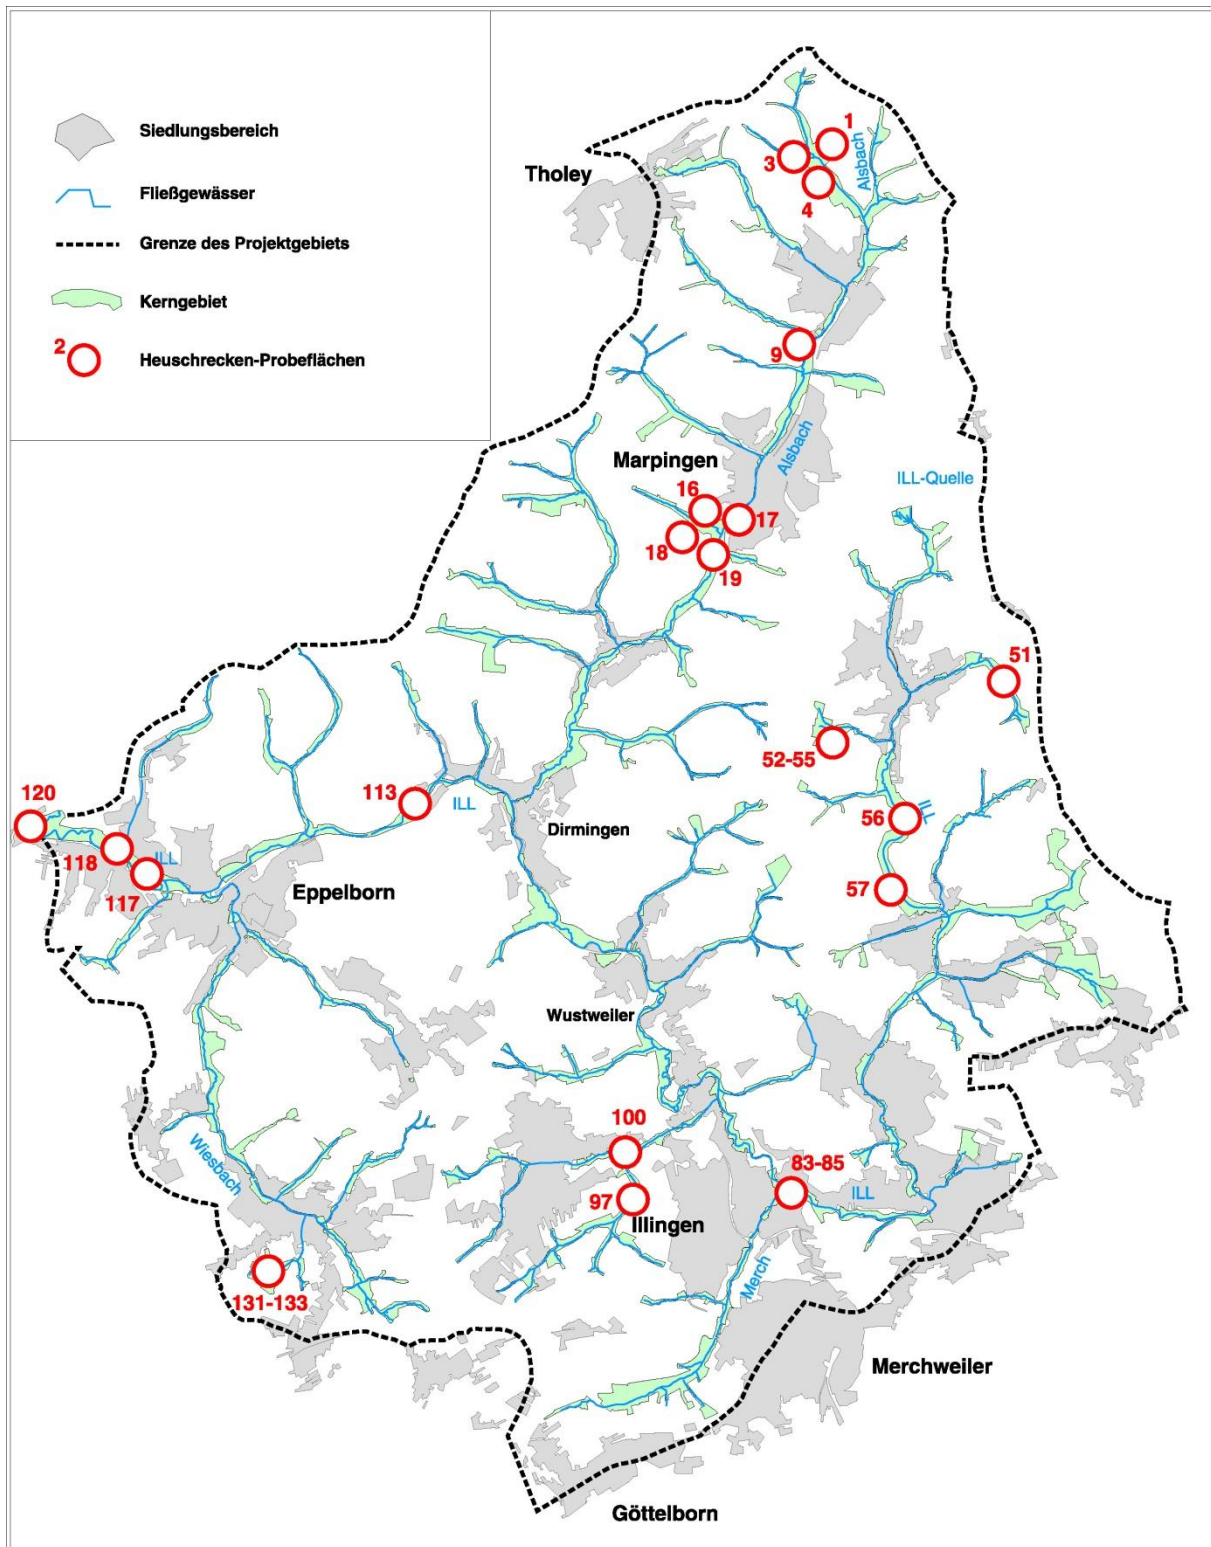 Siedlungsbereich
Fließgewässer
Grenze des Projektgebiets
Kerngebiet
2
Heuschrecken-Probeflächen
Tholey
1
3
4
Alsbach
9
Marpingen
Alsbach
ILL-Quelle
16
17
18
19
51
52-55
56
ILL
57
113
ILL
Dirmingen
120
118
ILL
117
Eppelborn
Wustweiler
100
83-85
ILL
97
Illingen
Wiesbach
131-133
Merch
Merchweiler
Göttelborn